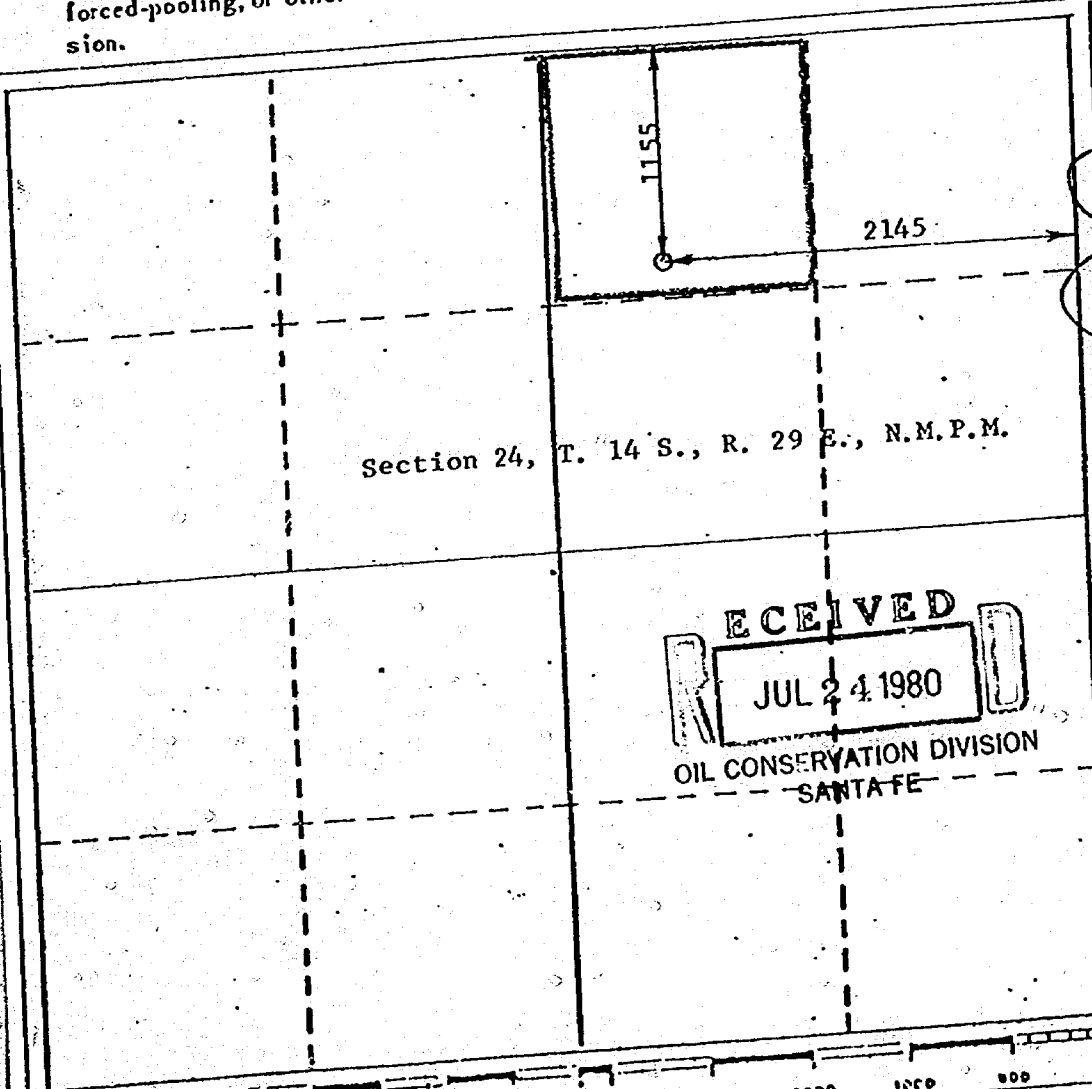 forced-pooling, or
sion.
1155
2145
Section 24, T. 14 S., R. 29 E., N.M.P.M.
RECEIVED
JUL 24 1980
OIL CONSERVATION DIVISION
SANTA FE